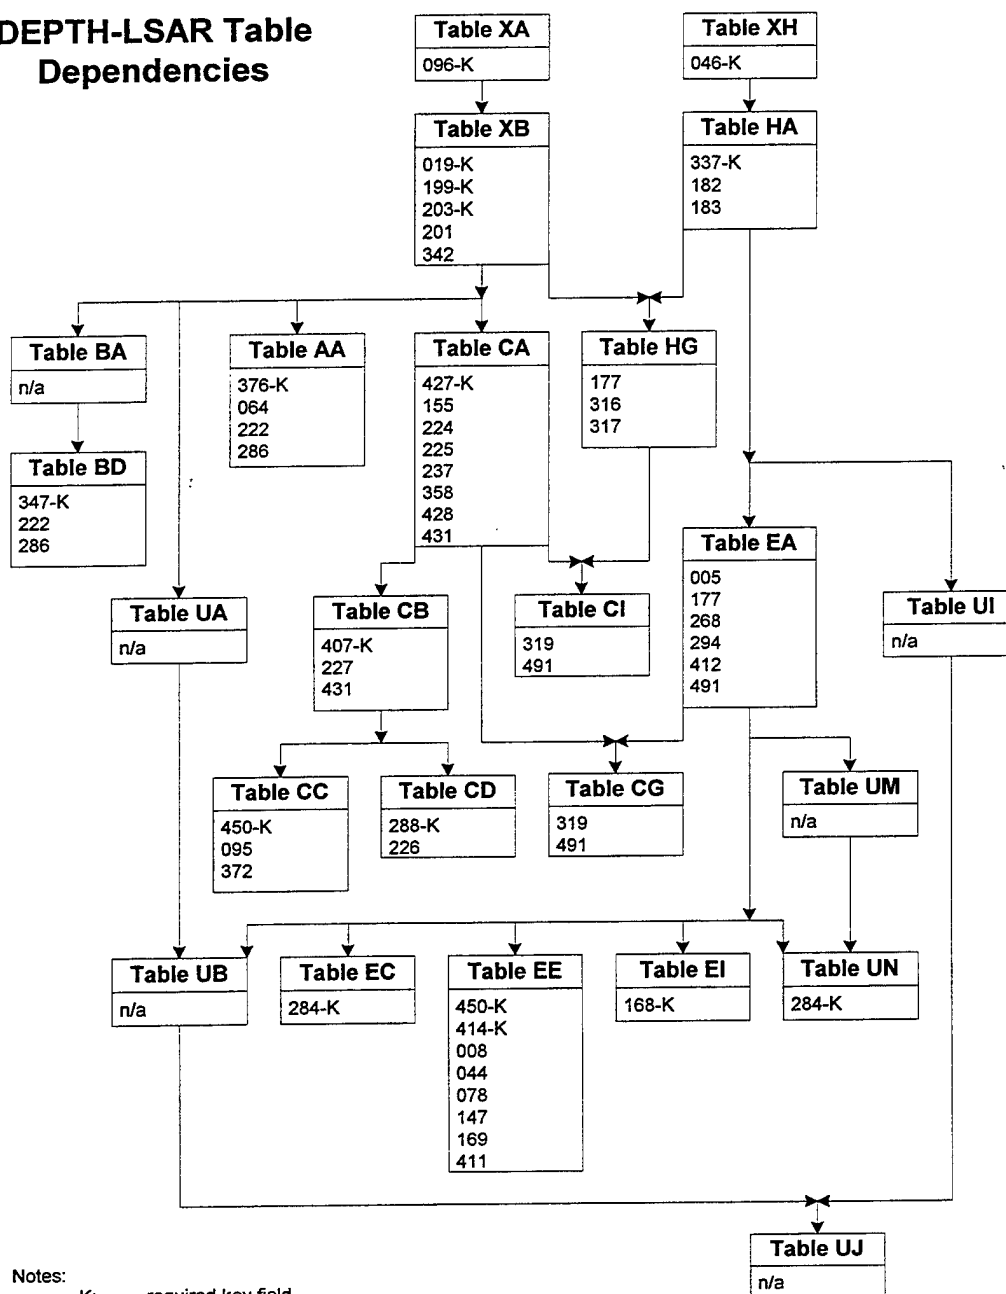 DEPTH-LSAR Table
Dependencies
Table XA
096-K
Table XH
046-K
Table XB
019-K
199-K
203-K
201
342
Table HA
337-K
182
183
Table BA
n/a
Table AA
376-K
064
222
286
Table CA
427-K
155
224
225
237
358
428
431
Table HG
177
316
317
Table BD
347-K
222
286
Table EA
005
177
268
294
412
491
Table UA
n/a
Table CB
407-K
227
431
Table CI
319
491
Table UI
n/a
Table CC
450-K
095
372
Table CD
288-K
226
Table CG
319
491
Table UM
n/a
Table UB
n/a
Table EC
284-K
Table EE
450-K
414-K
008
044
078
147
169
411
Table EI
168-K
Table UN
284-K
Table UJ
n/a
Notes:
K: required key field